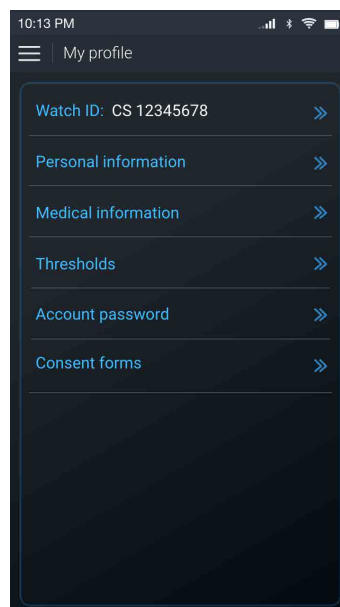 10:13 PM
My profile
Watch ID: CS 12345678
Personal information
Medical information
Thresholds
Account password
Consent forms